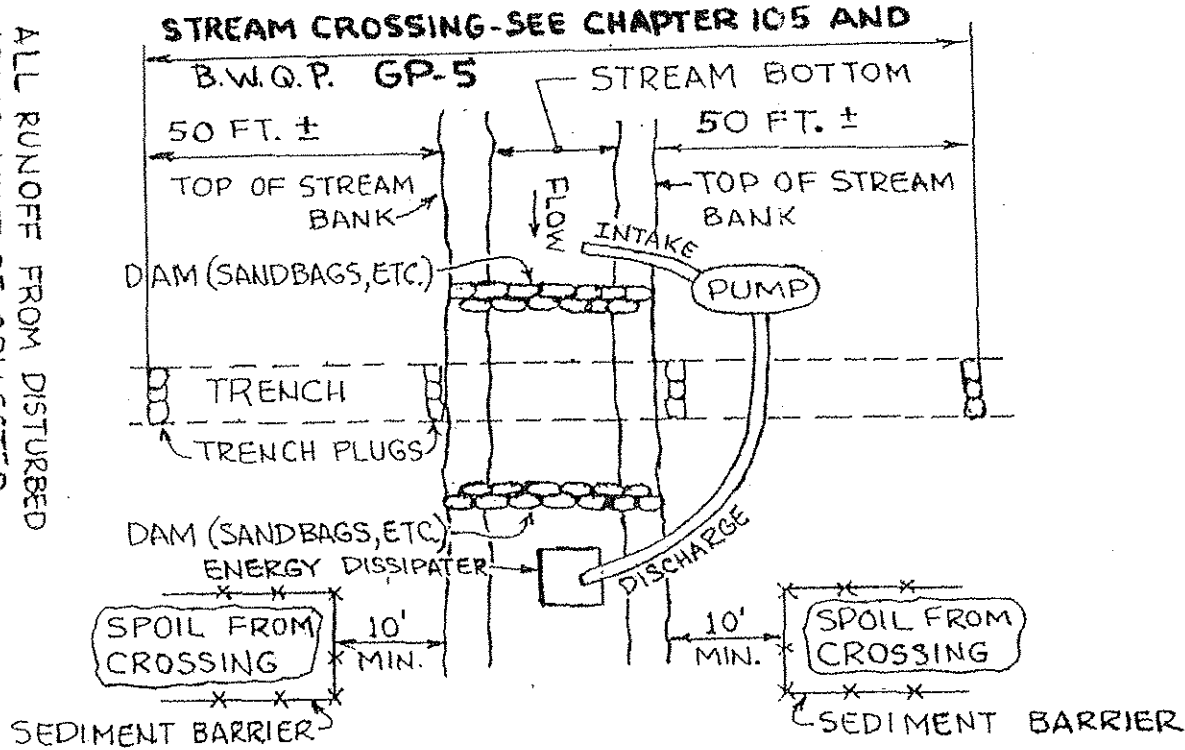 STREAM CROSSING-SEE CHAPTER 105 AND
B.W.Q.P. GP-5
STREAM BOTTOM
50 FT. ±
50 FT. ±
TOP OF STREAM
BANK
FLOW
TOP OF STREAM
BANK
INTAKE
DAM (SANDBAGS, ETC.)
PUMP
TRENCH
TRENCH PLUGS
DAM (SANDBAGS, ETC.)
ENERGY DISSIPATER
DISCHARGE
SPOIL FROM
CROSSING
10'
MIN.
10'
MIN.
SPOIL FROM
CROSSING
SEDIMENT BARRIER
SEDIMENT BARRIER
ALL RUNOFF FROM DISTURBED